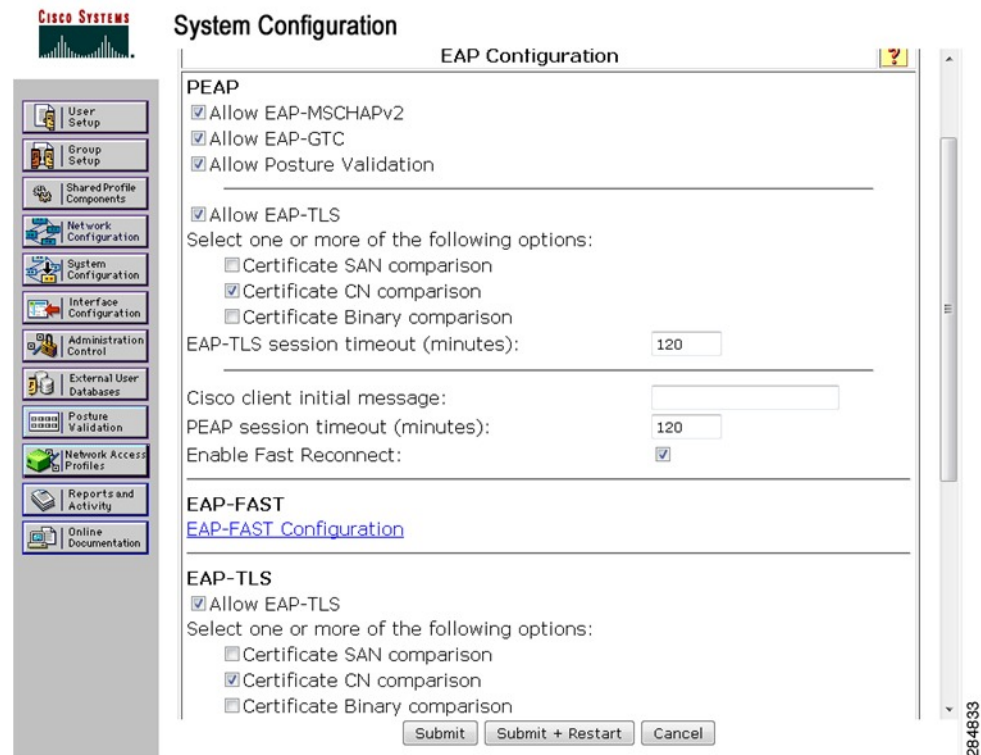 CISCO SYSTEMS
System Configuration
User
Setup
Group
Setup
Shared Profile
Components
Network
Configuration
System
Configuration
Interface
Configuration
Administration
Control
External User
Databases
Posture
Validation
Network Access
Profiles
Reports and
Activity
Online
Documentation
EAP Configuration
?
PEAP
Allow EAP-MSCHAPv2
Allow EAP-GTC
Allow Posture Validation
Allow EAP-TLS
Select one or more of the following options:
Certificate SAN comparison
Certificate CN comparison
Certificate Binary comparison
EAP-TLS session timeout (minutes): 120
Cisco client initial message:
PEAP session timeout (minutes): 120
Enable Fast Reconnect:
EAP-FAST
EAP-FAST Configuration
EAP-TLS
Allow EAP-TLS
Select one or more of the following options:
Certificate SAN comparison
Certificate CN comparison
Certificate Binary comparison
Submit Submit + Restart Cancel
284833